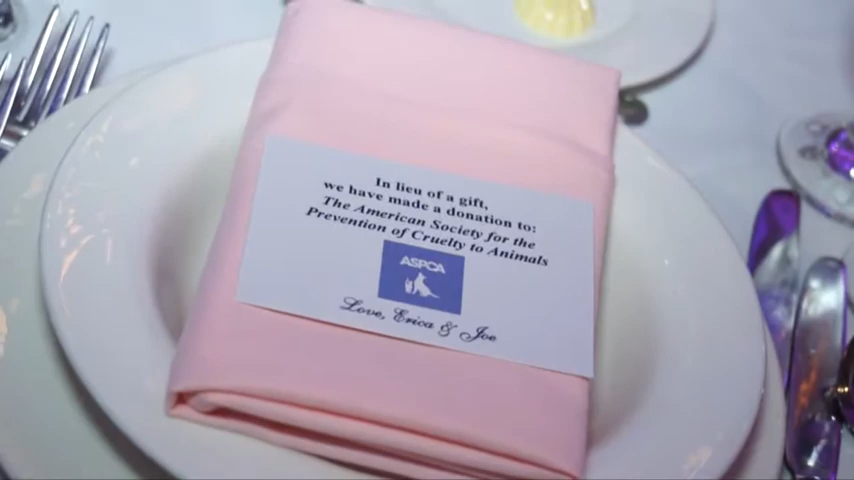 In lieu of a gift,
we have made a donation to:
The American Society for the
Prevention of Cruelty to Animals
ASPCA
Love, Erica & Joe